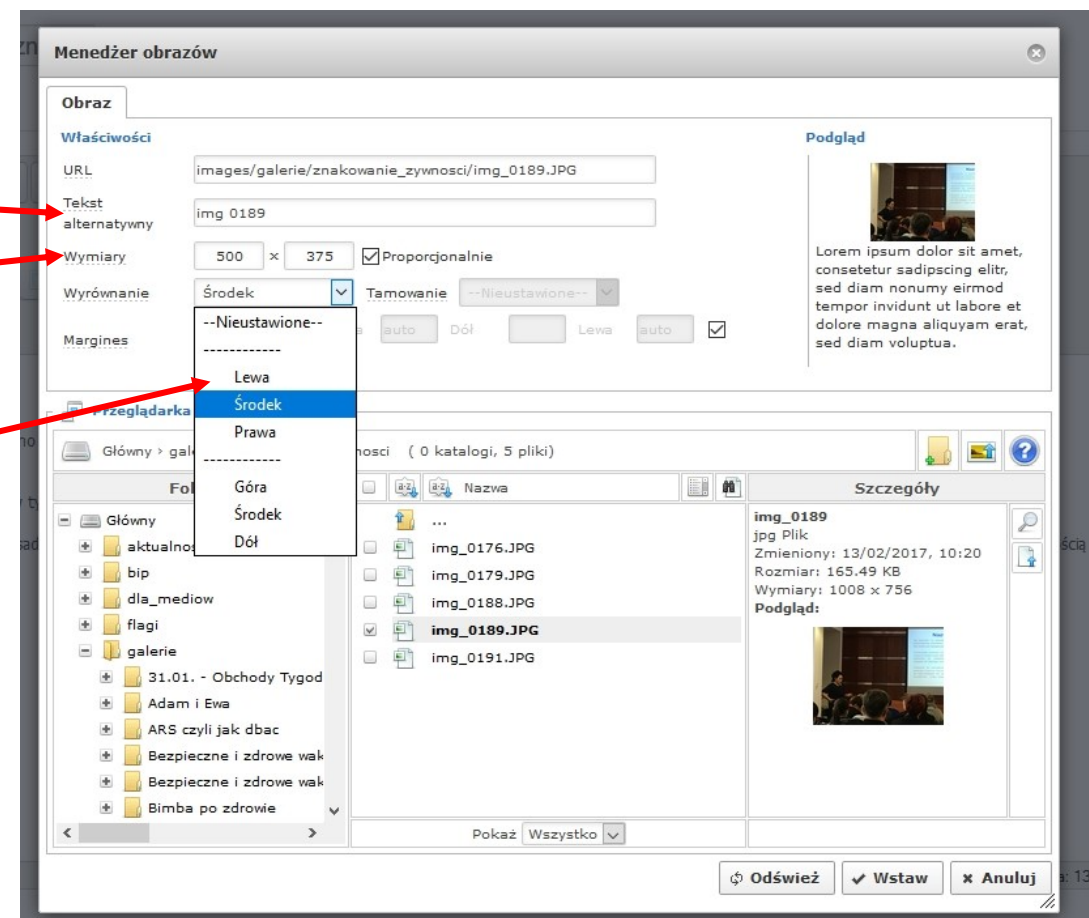 Menedżer obrazów
Obraz
Właściwości
Podgląd
URL images/galerie/znakowanie_zywnosci/img_0189.JPG
Tekst alternywny img 0189
Wymiary 500 × 375 Proporcjonalnie
Wyrównanie Środek Tamowanie --Nieustawione--
Margines auto Dół Lewa auto
--Nieustawione--
------------
Lewa
Środek
Prawa
------------
Góra
Środek
Dół
Lorem ipsum dolor sit amet,
consetetur sadipscing elitr,
sed diam nonumy eirmod
tempor invidunt ut labore et
dolore magna aliquyam erat,
sed diam voluptua.
Przeglądarka
Główny › ( 0 katalogi, 5 pliki)
Nazwa
Szczegóły
Główny
bip
dla_mediow
flagi
galerie
31.01. - Obchody Tygod
Adam i Ewa
ARS czyli jak dbac
Bezpieczne i zdrowe wak
Bezpieczne i zdrowe wak
Bimba po zdrowie
...
img_0176.JPG
img_0179.JPG
img_0188.JPG
img_0189.JPG
img_0191.JPG
img_0189
jpg Plik
Zmieniony: 13/02/2017, 10:20
Rozmiar: 165.49 KB
Wymiary: 1008 × 756
Podgląd:
Pokaż Wszystko
Odśwież Wstaw Anuluj